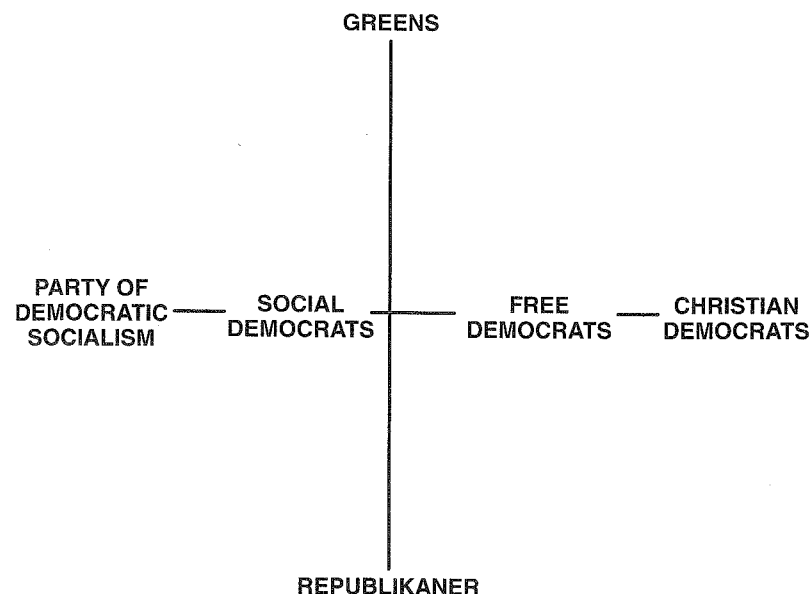 GREENS
PARTY OF
DEMOCRATIC
SOCIALISM
SOCIAL
DEMOCRATS
FREE
DEMOCRATS
CHRISTIAN
DEMOCRATS
REPUBLIKANER